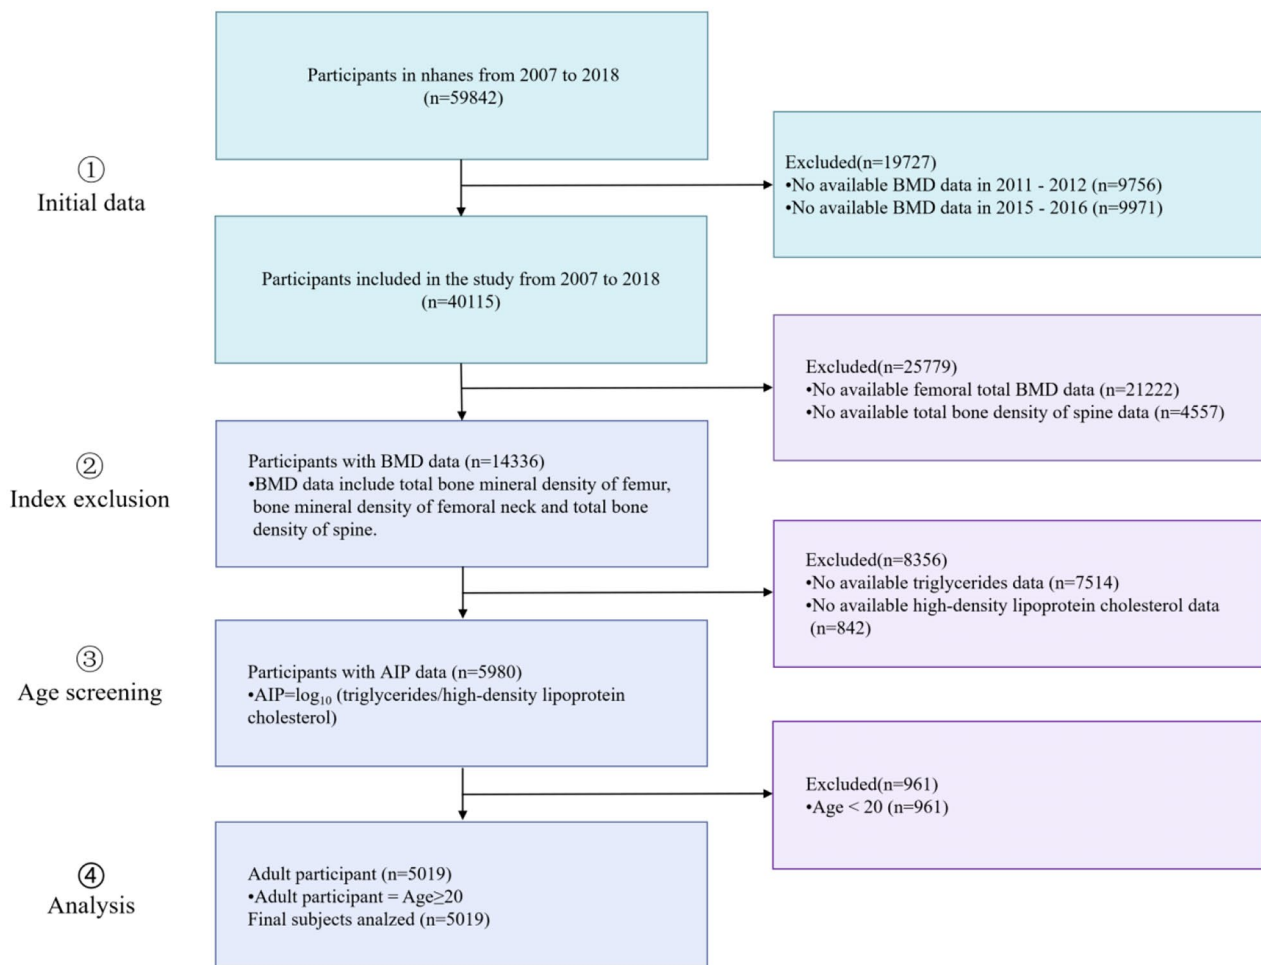 Participants in nhanes from 2007 to 2018
(n=59842)
①
Initial data
Excluded(n=19727)
•No available BMD data in 2011 - 2012 (n=9756)
•No available BMD data in 2015 - 2016 (n=9971)
Participants included in the study from 2007 to 2018
(n=40115)
Excluded(n=25779)
•No available femoral total BMD data (n=21222)
•No available total bone density of spine data (n=4557)
②
Index exclusion
Participants with BMD data (n=14336)
•BMD data include total bone mineral density of femur,
bone mineral density of femoral neck and total bone
density of spine.
Excluded(n=8356)
•No available triglycerides data (n=7514)
•No available high-density lipoprotein cholesterol data
(n=842)
③
Age screening
Participants with AIP data (n=5980)
•AIP=log₁₀ (triglycerides/high-density lipoprotein
cholesterol)
Excluded(n=961)
•Age < 20 (n=961)
④
Analysis
Adult participant (n=5019)
•Adult participant = Age≥20
Final subjects analzed (n=5019)